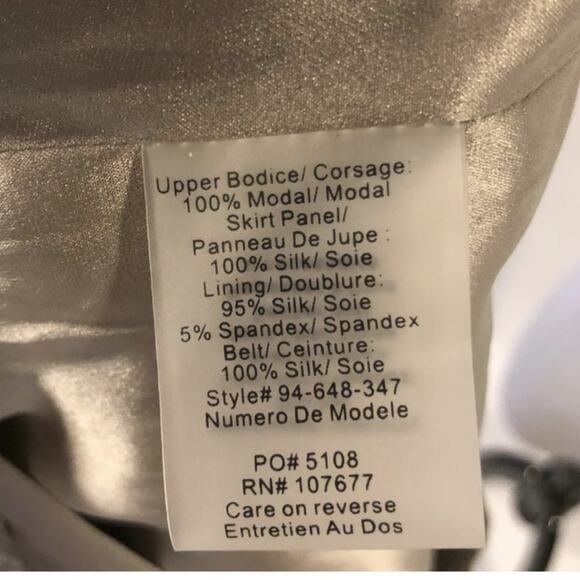 Upper Bodice/ Corsage:
100% Modal/ Modal
Skirt Panel/
Panneau De Jupe :
100% Silk/ Soie
Lining/ Doublure:
95% Silk/ Soie
5% Spandex/ Spandex
Belt/ Ceinture:
100% Silk/ Soie
Style# 94-648-347
Numero De Modele
PO# 5108
RN# 107677
Care on reverse
Entretien Au Dos